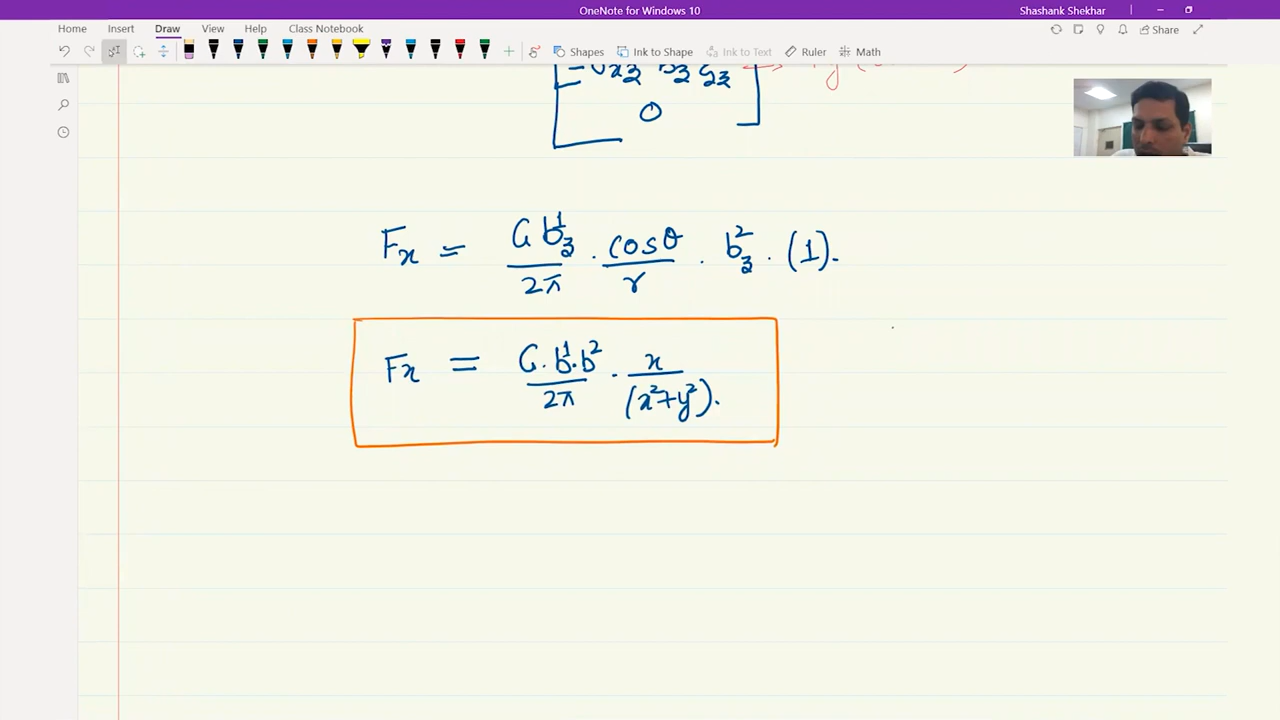 OneNote for Windows 10
Shashank Shekhar
Home Insert Draw View Help Class Notebook
Share
Shapes Ink to Shape Ink to Text Ruler Math
0
Fx = G b¹₃ / 2π · cosθ / r · b²₃ · (1).
Fx = G·b¹·b² / 2π · x / (x²+y²).